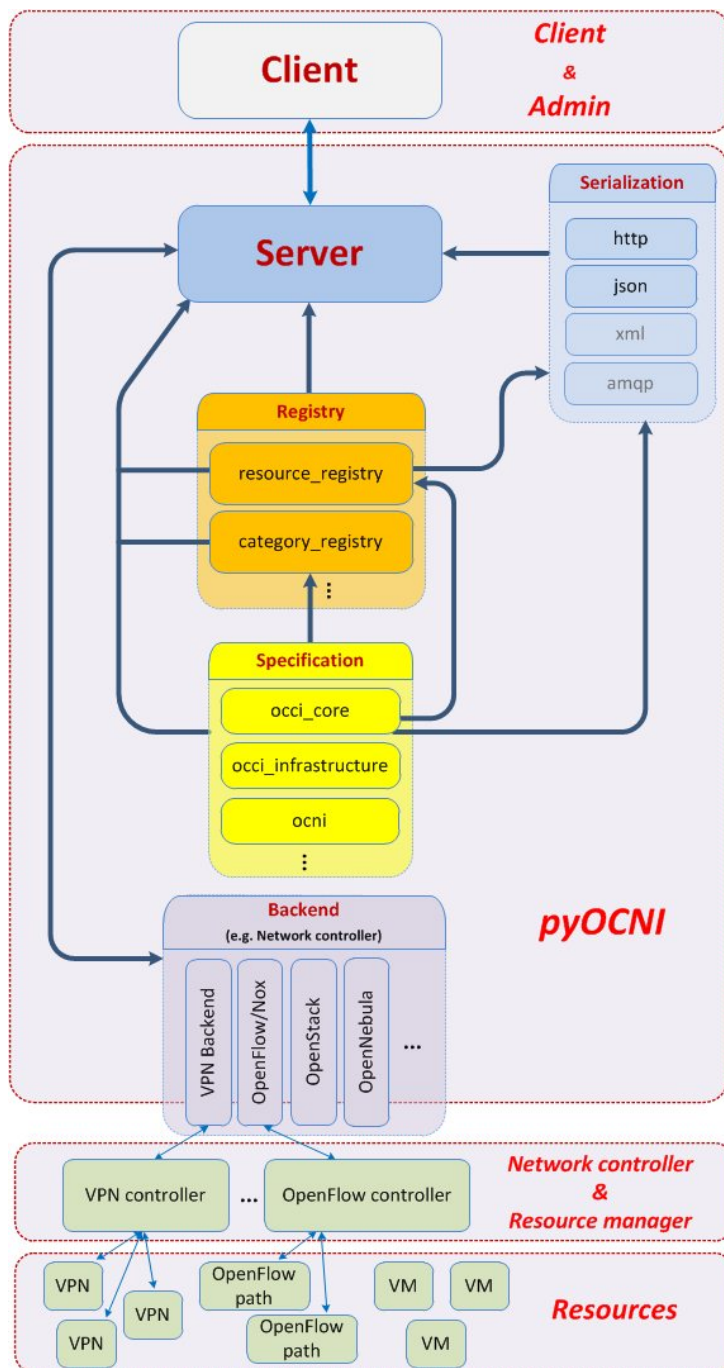 Client
Client
&
Admin
Serialization
http
json
xml
amqp
Server
Registry
resource_registry
category_registry
⋮
Specification
occi_core
occi_infrastructure
ocni
⋮
pyOCNI
Backend
(e.g. Network controller)
VPN Backend
OpenFlow/Nox
OpenStack
OpenNebula
...
VPN controller
...
OpenFlow controller
Network controller
&
Resource manager
VPN
VPN
VPN
OpenFlow
path
OpenFlow
path
VM
VM
VM
Resources